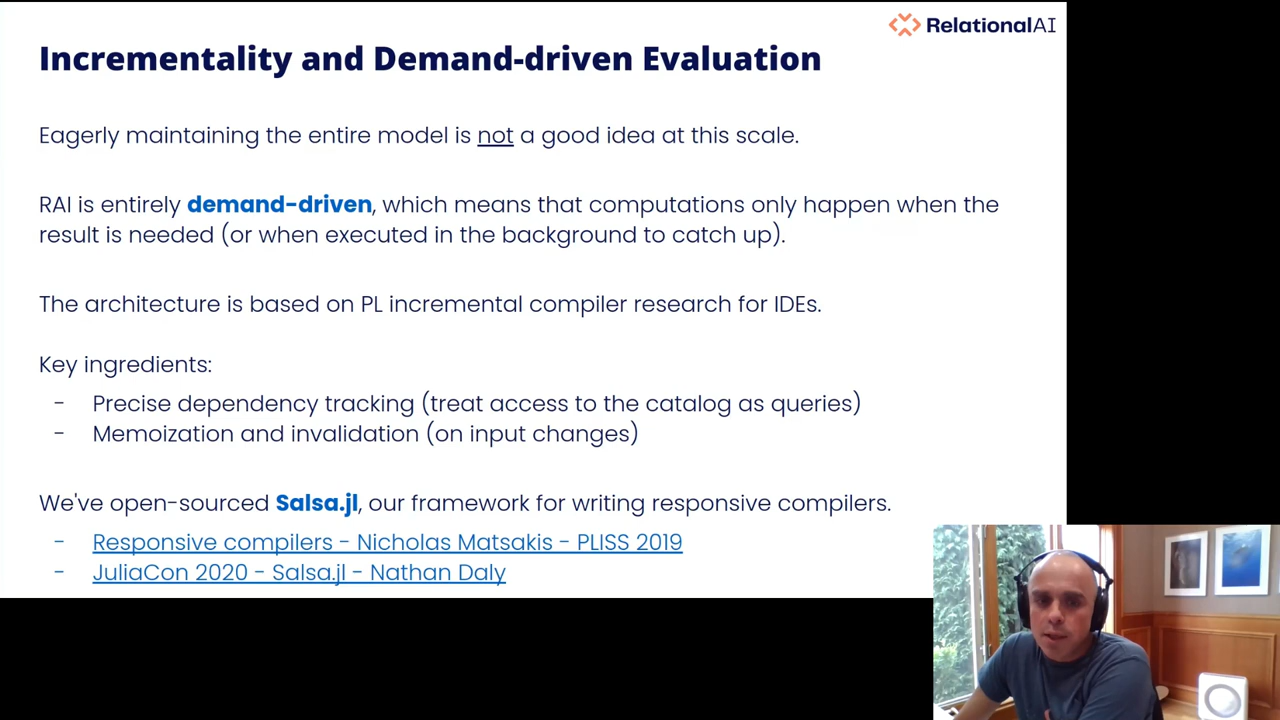 RelationalAI
Incrementality and Demand-driven Evaluation
Eagerly maintaining the entire model is not a good idea at this scale.
RAI is entirely demand-driven, which means that computations only happen when the
result is needed (or when executed in the background to catch up).
The architecture is based on PL incremental compiler research for IDEs.
Key ingredients:
- Precise dependency tracking (treat access to the catalog as queries)
- Memoization and invalidation (on input changes)
We've open-sourced Salsa.jl, our framework for writing responsive compilers.
- Responsive compilers - Nicholas Matsakis - PLISS 2019
- JuliaCon 2020 - Salsa.jl - Nathan Daly